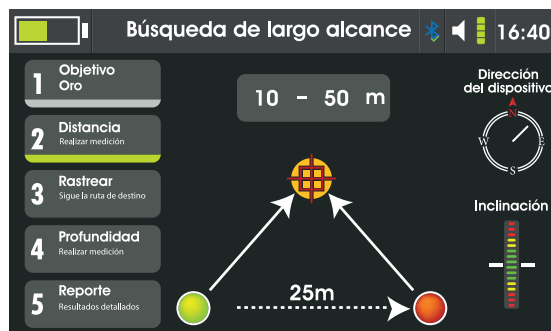 Búsqueda de largo alcance
16:40
1
Objetivo
Oro
2
Distancia
Realizar medición
3
Rastrear
Sigue la ruta de destino
4
Profundidad
Realizar medición
5
Reporte
Resultados detallados
10 - 50 m
25m
Dirección
del dispositivo
N
W
E
S
Inclinación